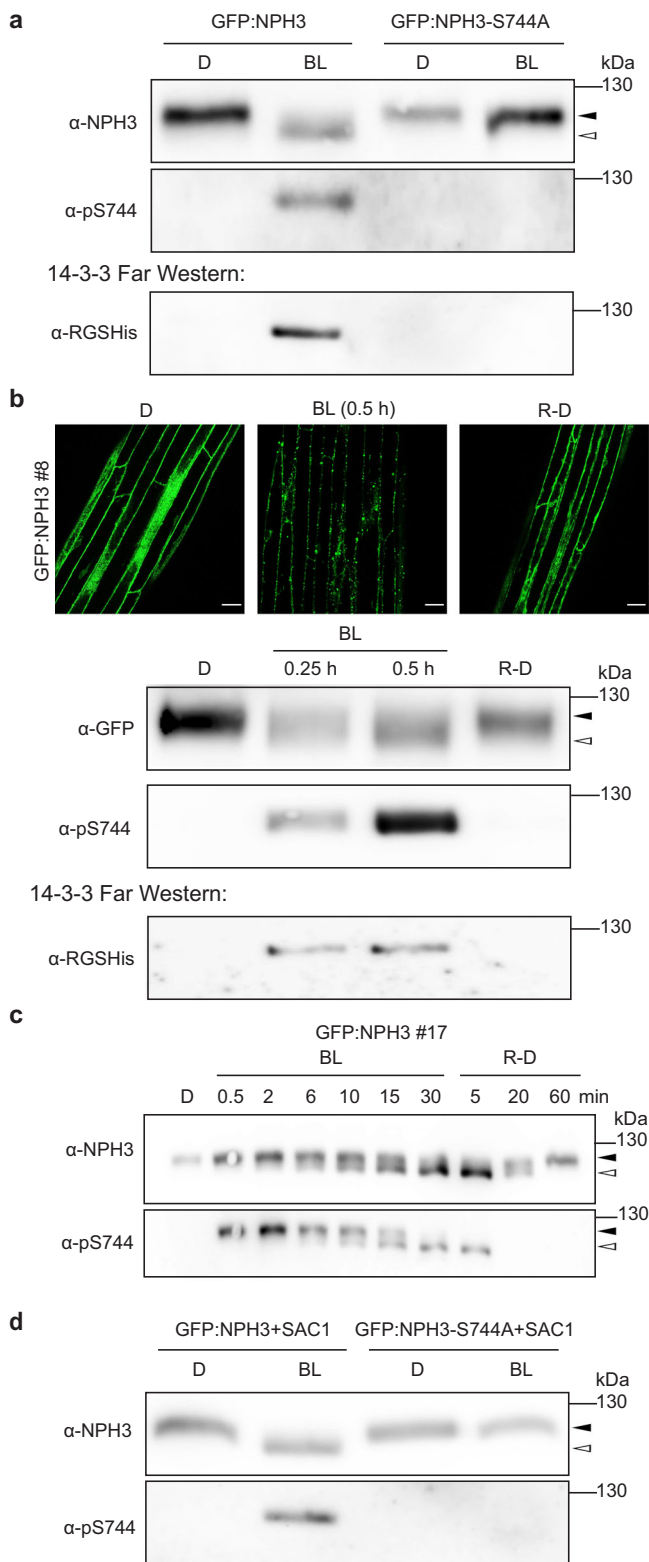 a
GFP:NPH3 GFP:NPH3-S744A
D BL D BL kDa
130
α-NPH3
130
α-pS744
14-3-3 Far Western:
130
α-RGSHis
b
D BL (0.5 h) R-D
GFP:NPH3 #8
BL
D 0.25 h 0.5 h R-D kDa
130
α-GFP
130
α-pS744
14-3-3 Far Western:
130
α-RGSHis
c
GFP:NPH3 #17
BL R-D
D 0.5 2 6 10 15 30 5 20 60 min
kDa
130
α-NPH3
130
α-pS744
d
GFP:NPH3+SAC1 GFP:NPH3-S744A+SAC1
D BL D BL kDa
130
α-NPH3
130
α-pS744